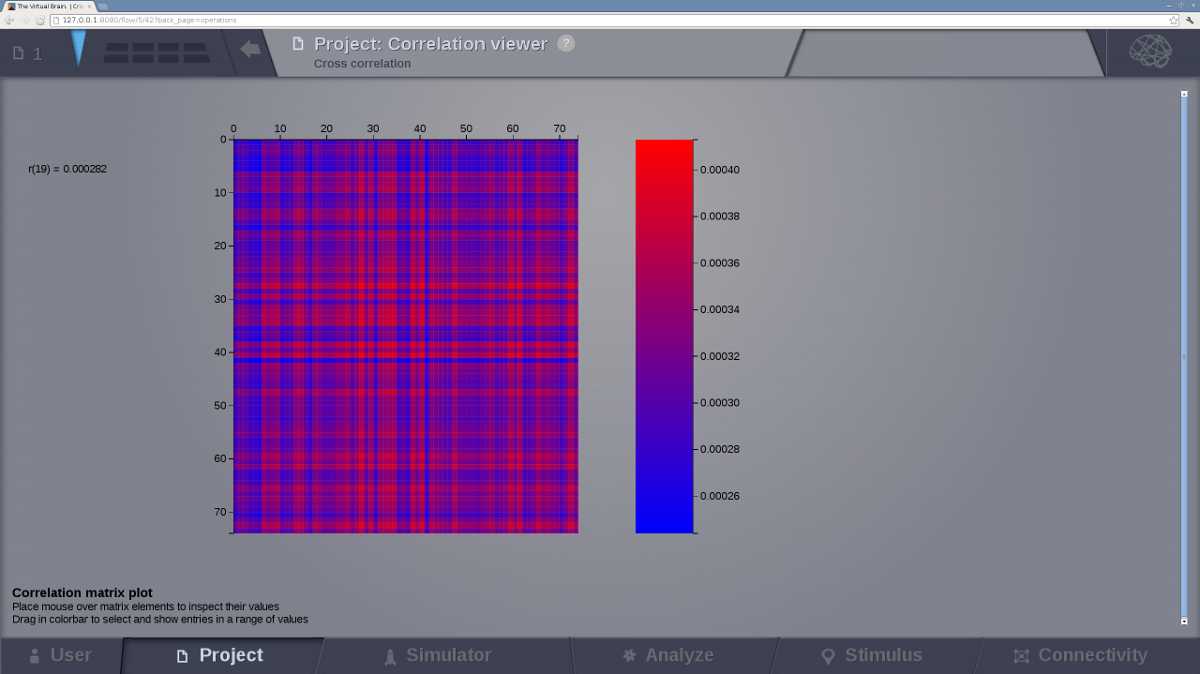 The Virtual Brain. | Cr
127.0.0.1:8080/flow/5/42?back_page=operations
1
Project: Correlation viewer ?
Cross correlation
0 10 20 30 40 50 60 70
0
10
20
30
40
50
60
70
r(19) = 0.000282
0.00040
0.00038
0.00036
0.00034
0.00032
0.00030
0.00028
0.00026
Correlation matrix plot
Place mouse over matrix elements to inspect their values
Drag in colorbar to select and show entries in a range of values
User Project Simulator Analyze Stimulus Connectivity